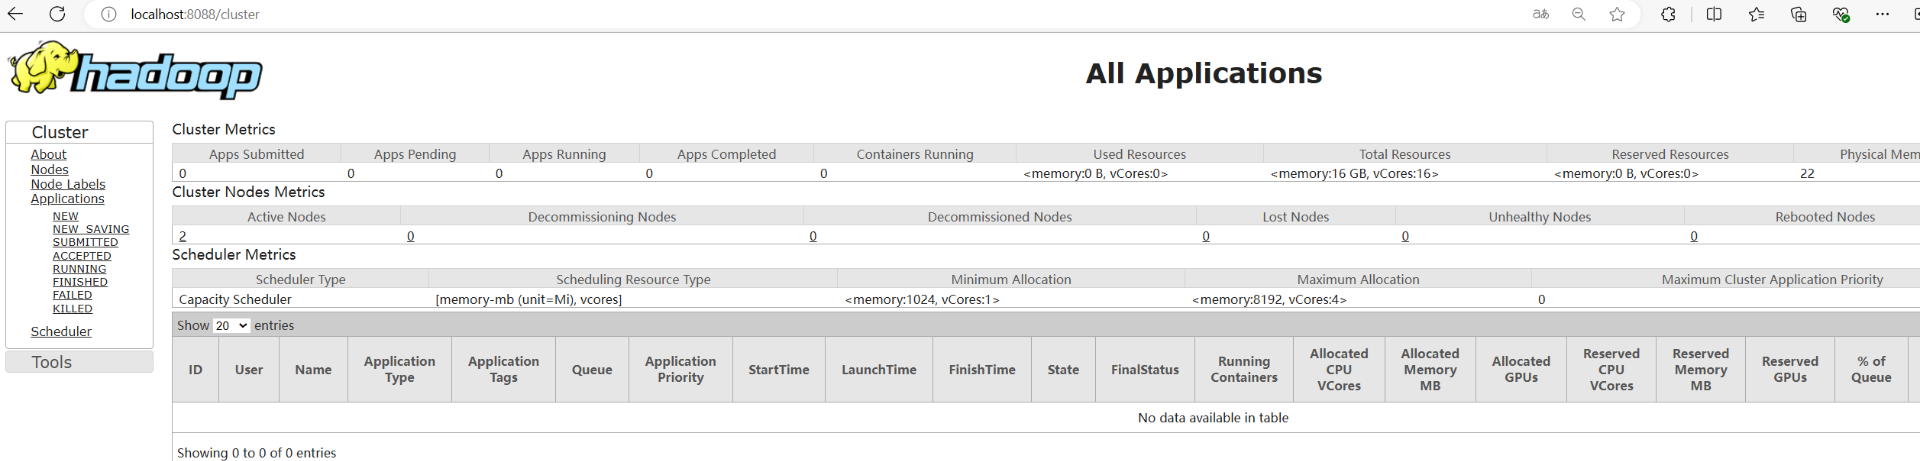 localhost:8088/cluster
aあ
hadoop
All Applications
Cluster
About
Nodes
Node Labels
Applications
NEW
NEW_SAVING
SUBMITTED
ACCEPTED
RUNNING
FINISHED
FAILED
KILLED
Scheduler
Tools
Cluster Metrics
Apps Submitted Apps Pending Apps Running Apps Completed Containers Running Used Resources Total Resources Reserved Resources Physical Mem
0 0 0 0 0 <memory:0 B, vCores:0> <memory:16 GB, vCores:16> <memory:0 B, vCores:0> 22
Cluster Nodes Metrics
Active Nodes Decommissioning Nodes Decommissioned Nodes Lost Nodes Unhealthy Nodes Rebooted Nodes
2 0 0 0 0 0
Scheduler Metrics
Scheduler Type Scheduling Resource Type Minimum Allocation Maximum Allocation Maximum Cluster Application Priority
Capacity Scheduler [memory-mb (unit=Mi), vcores] <memory:1024, vCores:1> <memory:8192, vCores:4> 0
Show 20 entries
ID User Name Application Type Application Tags Queue Application Priority StartTime LaunchTime FinishTime State FinalStatus Running Containers Allocated CPU VCores Allocated Memory MB Allocated GPUs Reserved CPU VCores Reserved Memory MB Reserved GPUs % of Queue
No data available in table
Showing 0 to 0 of 0 entries